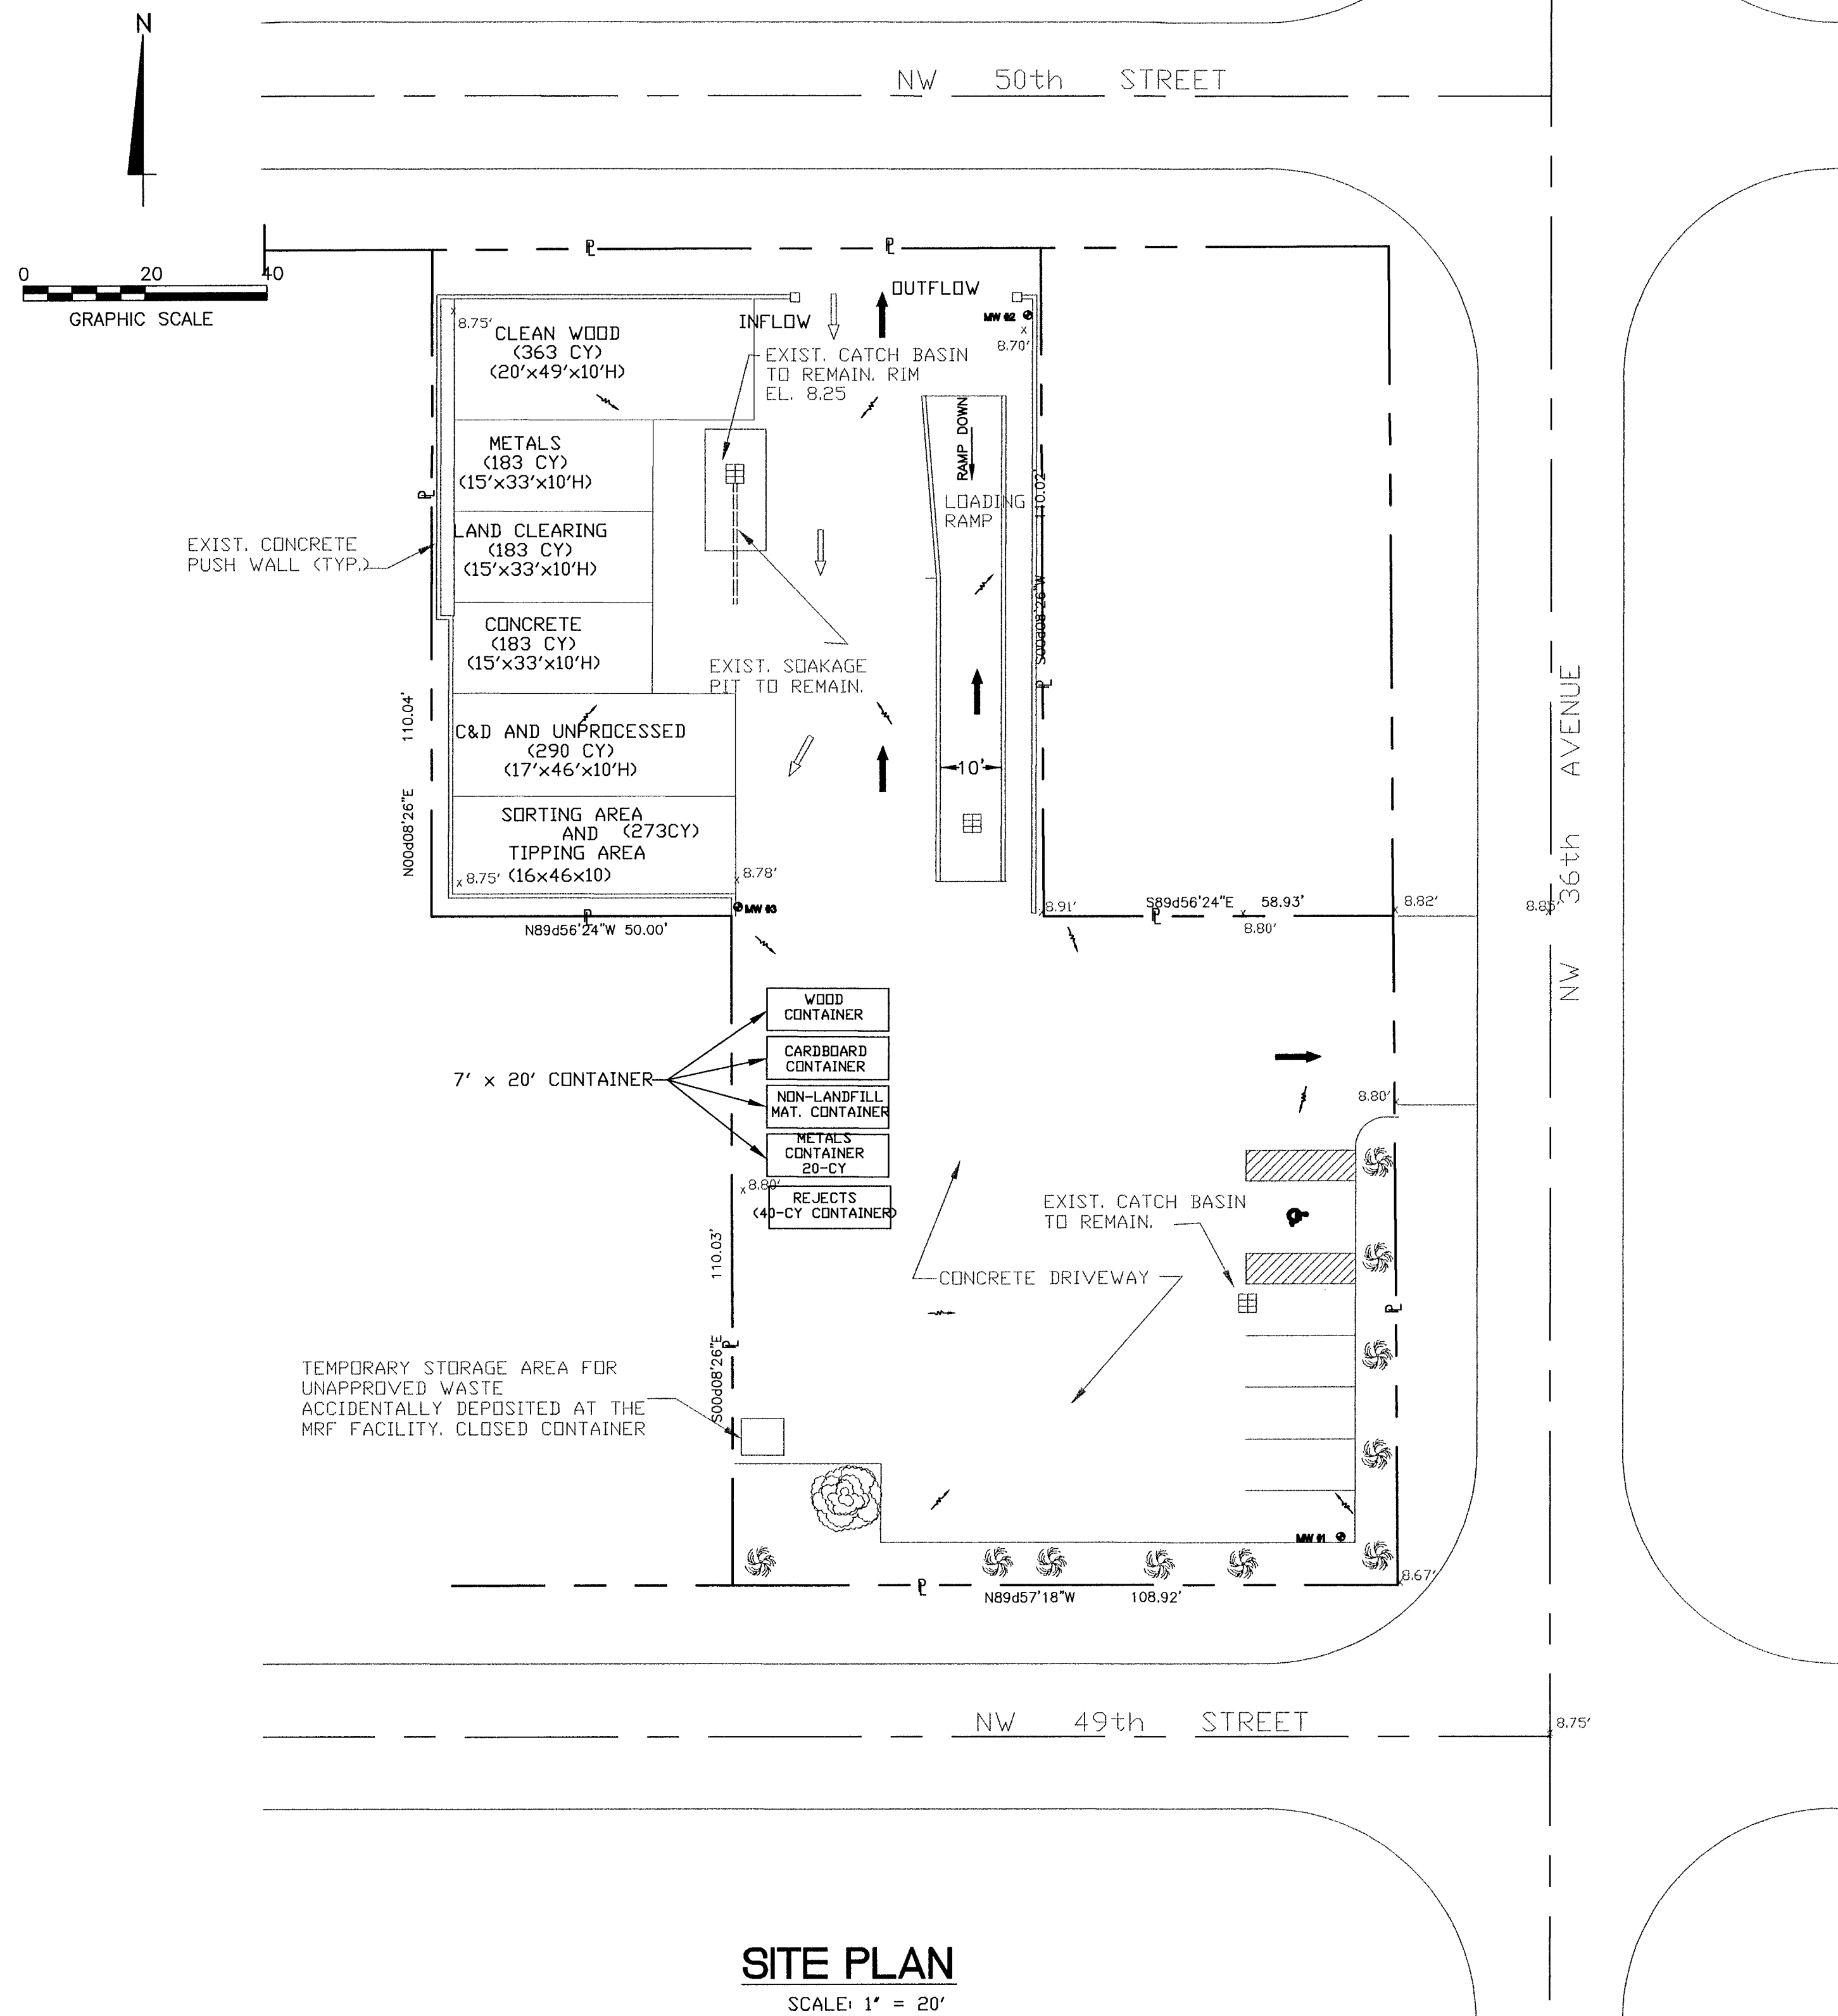 N
NW 50th STREET
0 20 40
GRAPHIC SCALE
OUTFLOW
INFLOW
MW #2
8.70'
8.75'
CLEAN WOOD
(363 CY)
(20'x49'x10'H)
EXIST. CATCH BASIN
TO REMAIN. RIM
EL. 8.25
METALS
(183 CY)
(15'x33'x10'H)
RAMP DOWN
LOADING
RAMP
110.02'
S00d08'26"W
EXIST. CONCRETE
PUSH WALL (TYP.)
LAND CLEARING
(183 CY)
(15'x33'x10'H)
CONCRETE
(183 CY)
(15'x33'x10'H)
EXIST. SOAKAGE
PIT TO REMAIN.
110.04'
N00d08'26"E
C&D AND UNPROCESSED
(290 CY)
(17'x46'x10'H)
10'
SORTING AREA
AND (273CY)
TIPPING AREA
8.75' (16x46x10)
8.78'
MW #3
N89d56'24"W 50.00'
8.91'
S89d56'24"E 58.93'
8.80'
8.82'
8.85'
NW 36th AVENUE
WOOD
CONTAINER
CARDBOARD
CONTAINER
7' x 20' CONTAINER
NON-LANDFILL
MAT. CONTAINER
METALS
CONTAINER
20-CY
8.80'
8.80'
REJECTS
(40-CY CONTAINER)
EXIST. CATCH BASIN
TO REMAIN.
110.03'
S00d08'26"E
CONCRETE DRIVEWAY
TEMPORARY STORAGE AREA FOR
UNAPPROVED WASTE
ACCIDENTALLY DEPOSITED AT THE
MRF FACILITY. CLOSED CONTAINER
MW #1
8.67'
N89d57'18"W 108.92'
NW 49th STREET
8.75'
SITE PLAN
SCALE: 1" = 20'